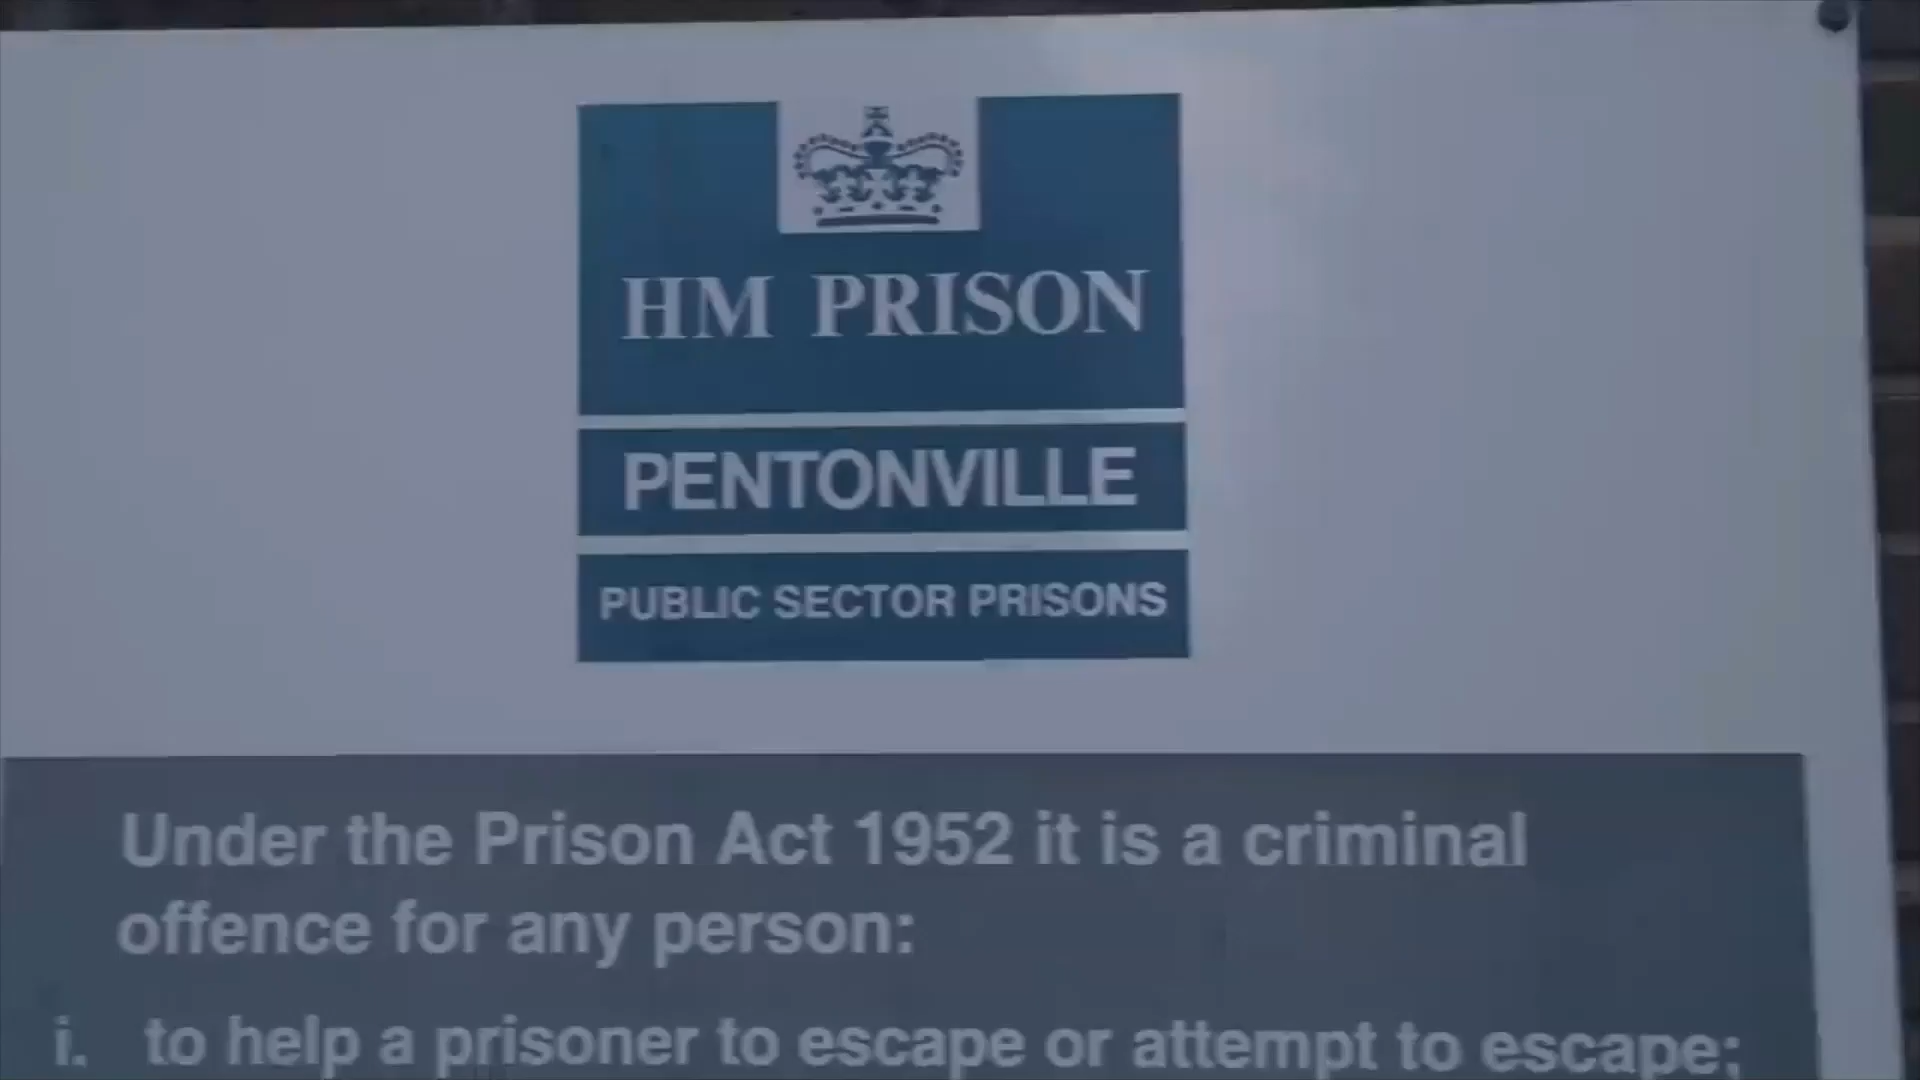 HM PRISON
PENTONVILLE
PUBLIC SECTOR PRISONS
Under the Prison Act 1952 it is a criminal
offence for any person:
i. to help a prisoner to escape or attempt to escape;